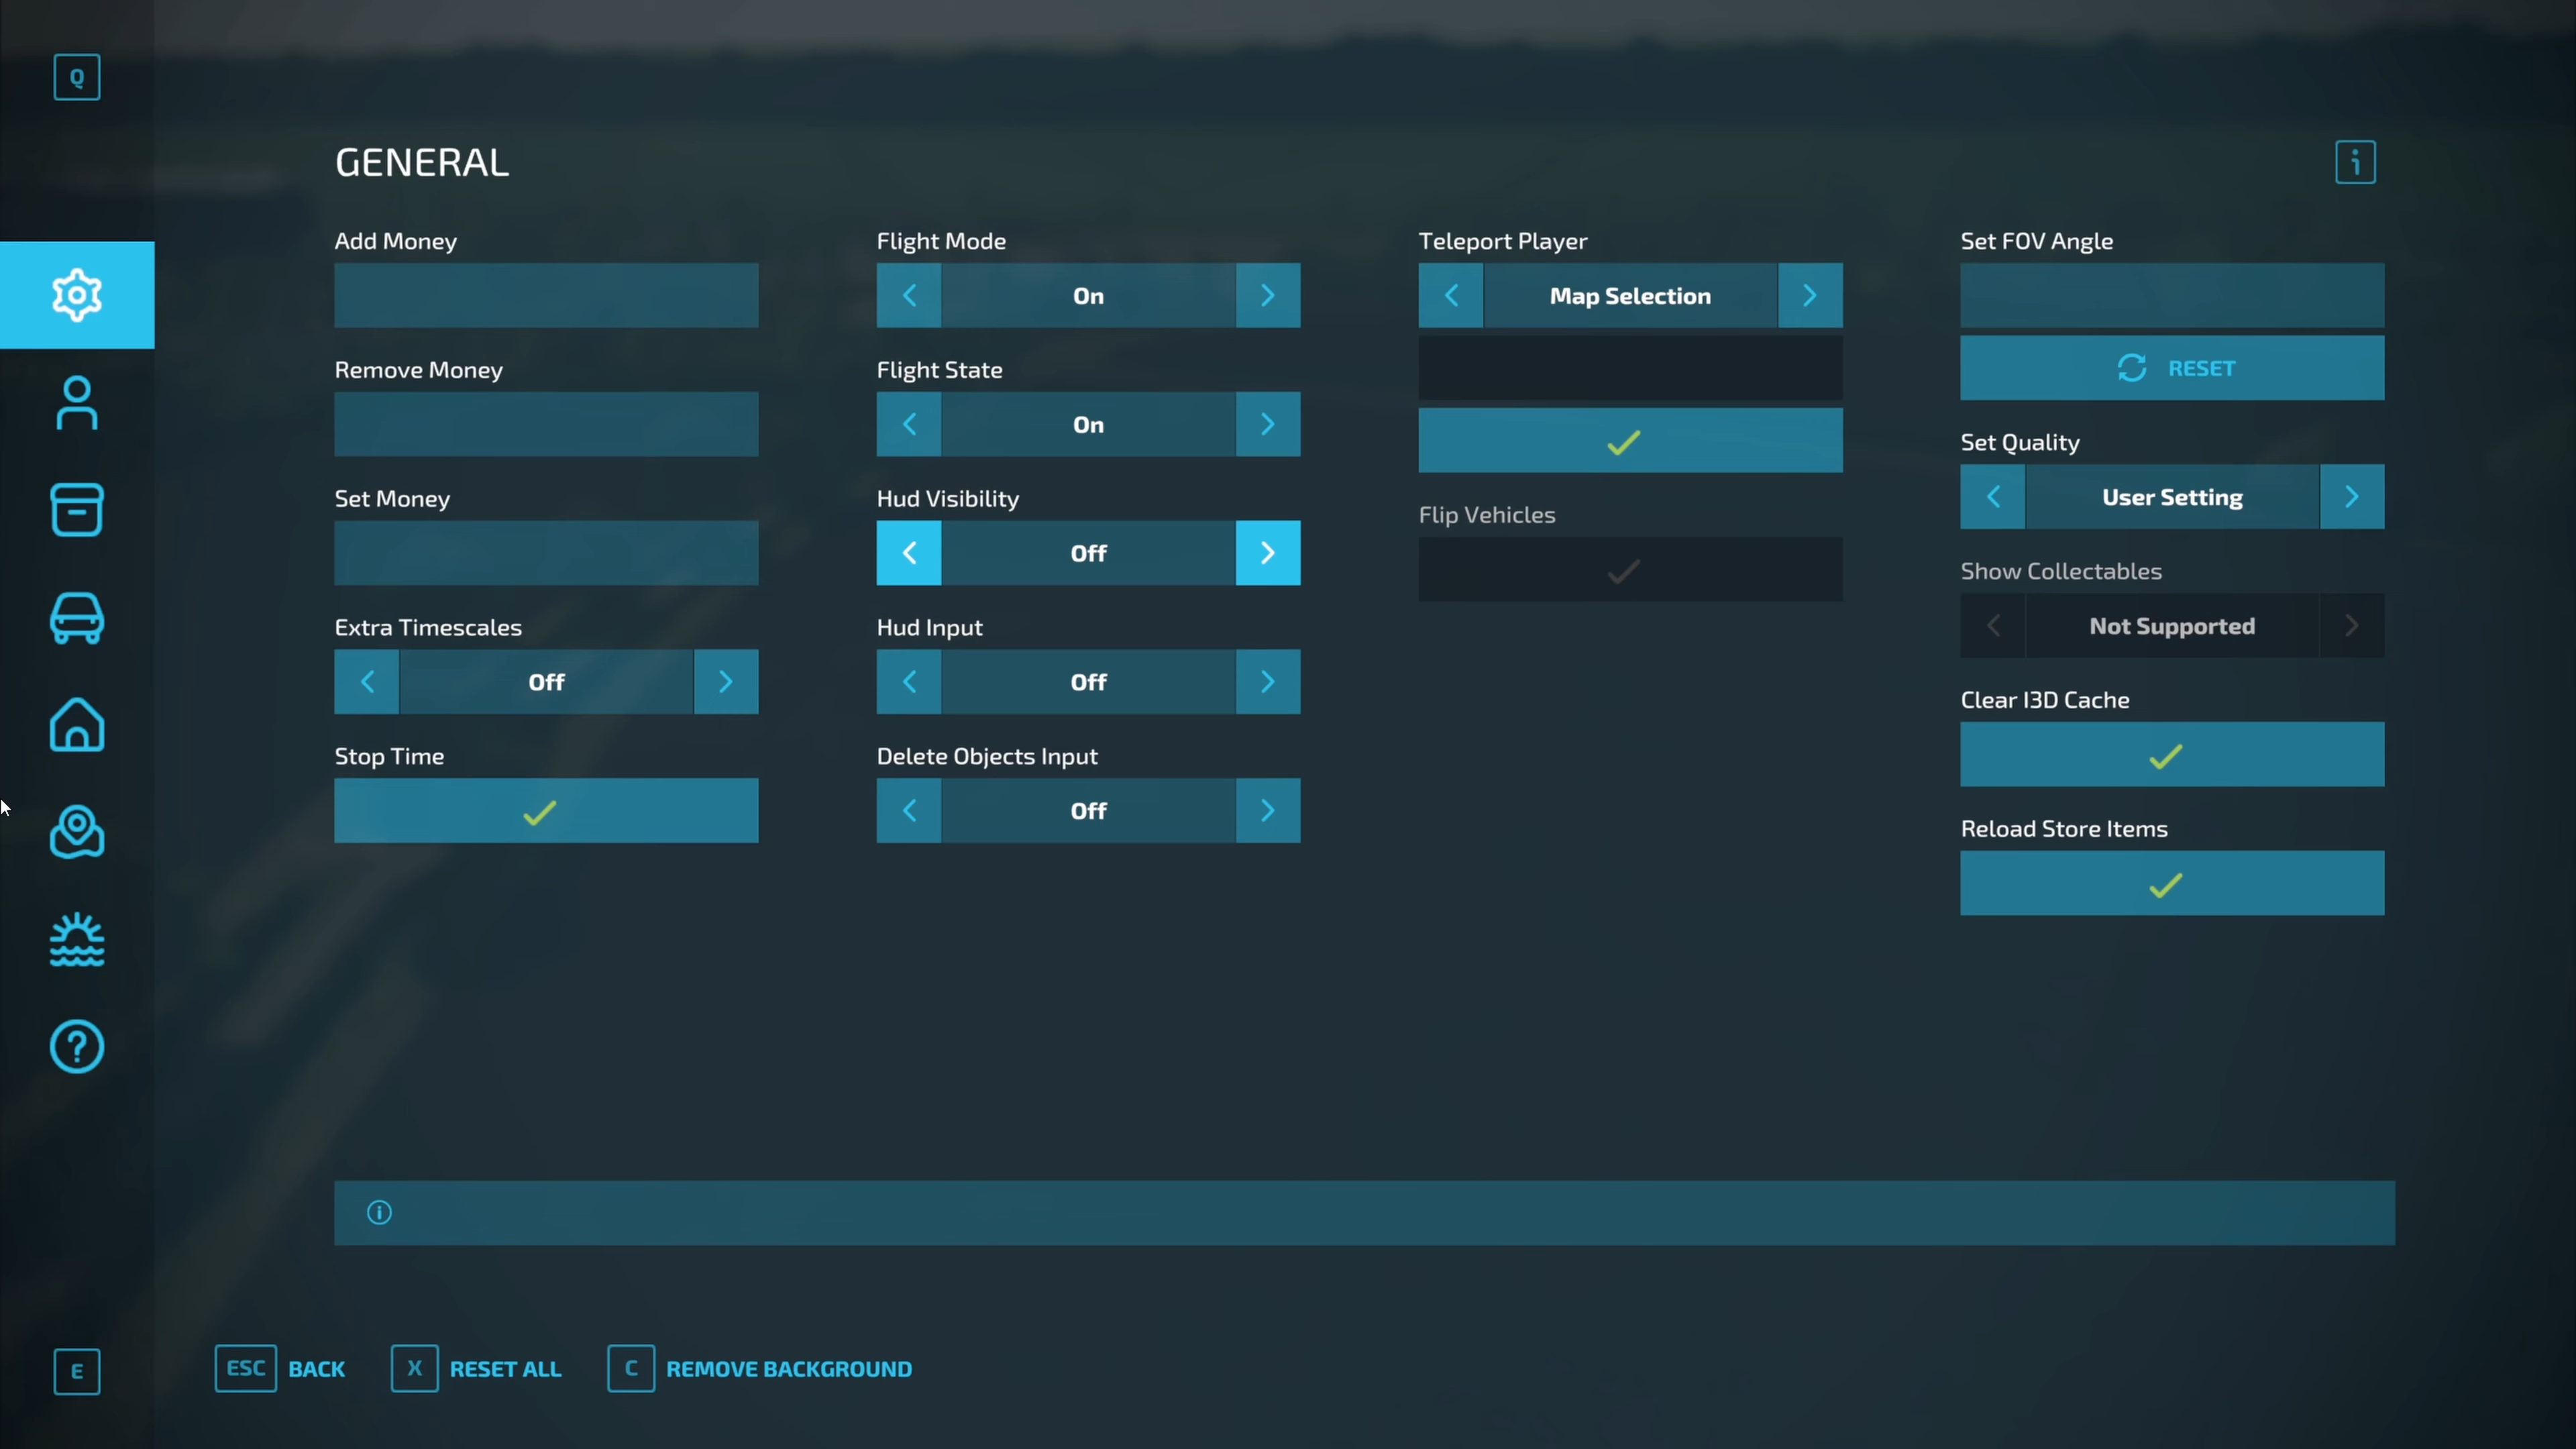 Q
GENERAL
Add Money
Remove Money
Set Money
Extra Timescales
Off
Stop Time
Flight Mode
On
Flight State
On
Hud Visibility
Off
Hud Input
Off
Delete Objects Input
Off
Teleport Player
Map Selection
Flip Vehicles
Set FOV Angle
RESET
Set Quality
User Setting
Show Collectables
Not Supported
Clear I3D Cache
Reload Store Items
E
ESC BACK X RESET ALL C REMOVE BACKGROUND